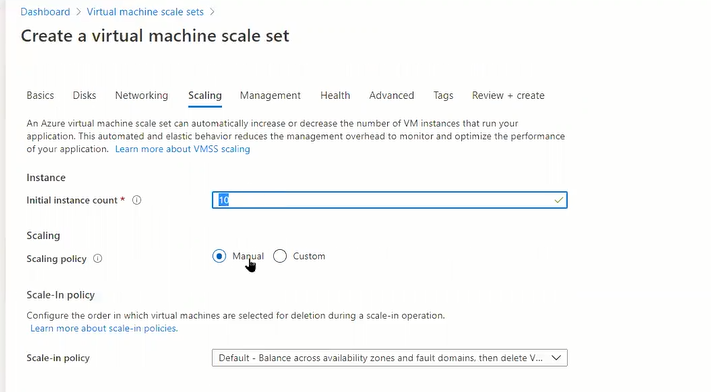 Dashboard > Virtual machine scale sets >
Create a virtual machine scale set
Basics Disks Networking Scaling Management Health Advanced Tags Review + create
An Azure virtual machine scale set can automatically increase or decrease the number of VM instances that run your
application. This automated and elastic behavior reduces the management overhead to monitor and optimize the performance
of your application. Learn more about VMSS scaling
Instance
Initial instance count * 10
Scaling
Scaling policy Manual Custom
Scale-In policy
Configure the order in which virtual machines are selected for deletion during a scale-in operation.
Learn more about scale-in policies.
Scale-in policy Default - Balance across availability zones and fault domains, then delete V...